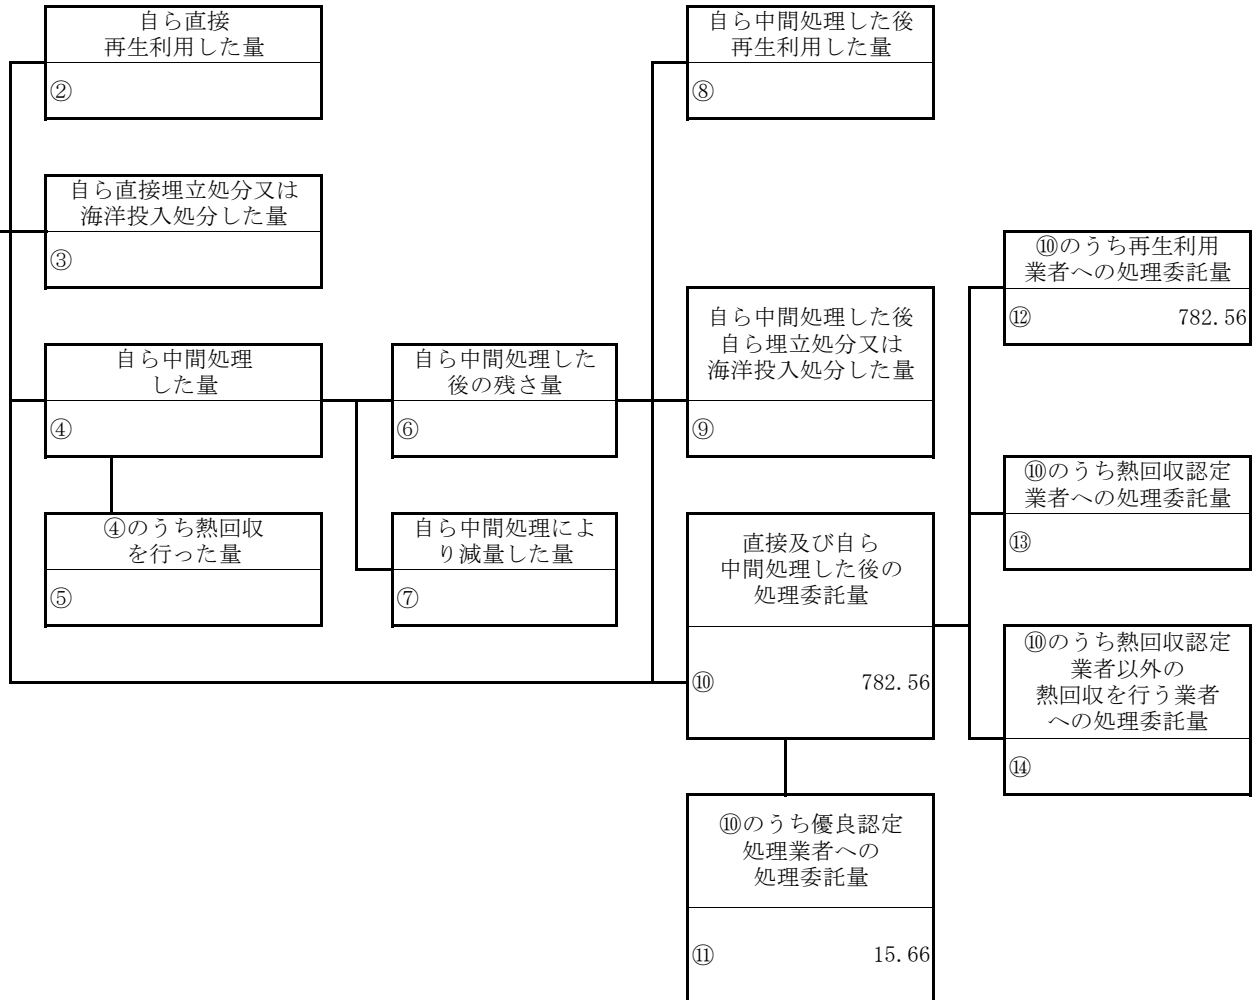 自ら直接
再生利用した量
②
自ら直接埋立処分又は
海洋投入処分した量
③
自ら中間処理
した量
④
④のうち熱回収
を行った量
⑤
自ら中間処理した
後の残さ量
⑥
自ら中間処理によ
り減量した量
⑦
自ら中間処理した後
再生利用した量
⑧
自ら中間処理した後
自ら埋立処分又は
海洋投入処分した量
⑨
直接及び自ら
中間処理した後の
処理委託量
⑩ 782.56
⑩のうち優良認定
処理業者への
処理委託量
⑪ 15.66
⑩のうち再生利用
業者への処理委託量
⑫ 782.56
⑩のうち熱回収認定
業者への処理委託量
⑬
⑩のうち熱回収認定
業者以外の
熱回収を行う業者
への処理委託量
⑭